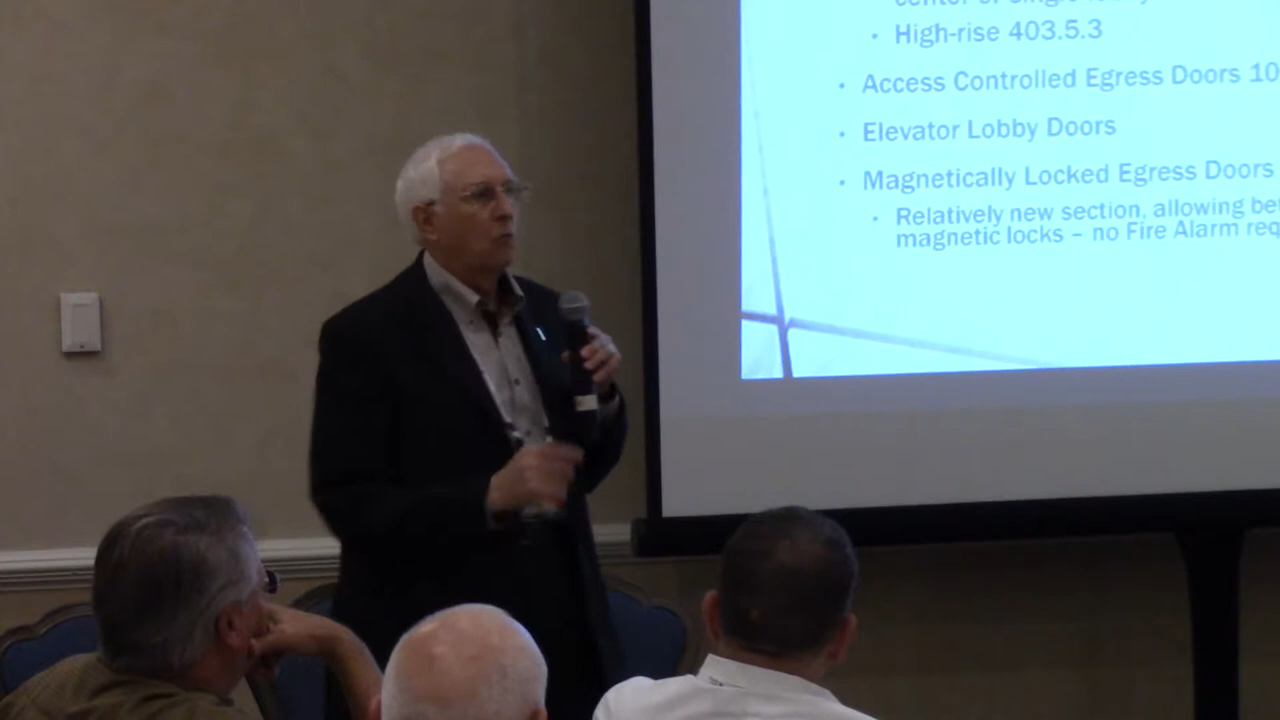 High-rise 403.5.3
Access Controlled Egress Doors 10
Elevator Lobby Doors
Magnetically Locked Egress Doors
Relatively new section, allowing
magnetic locks – no Fire Alarm